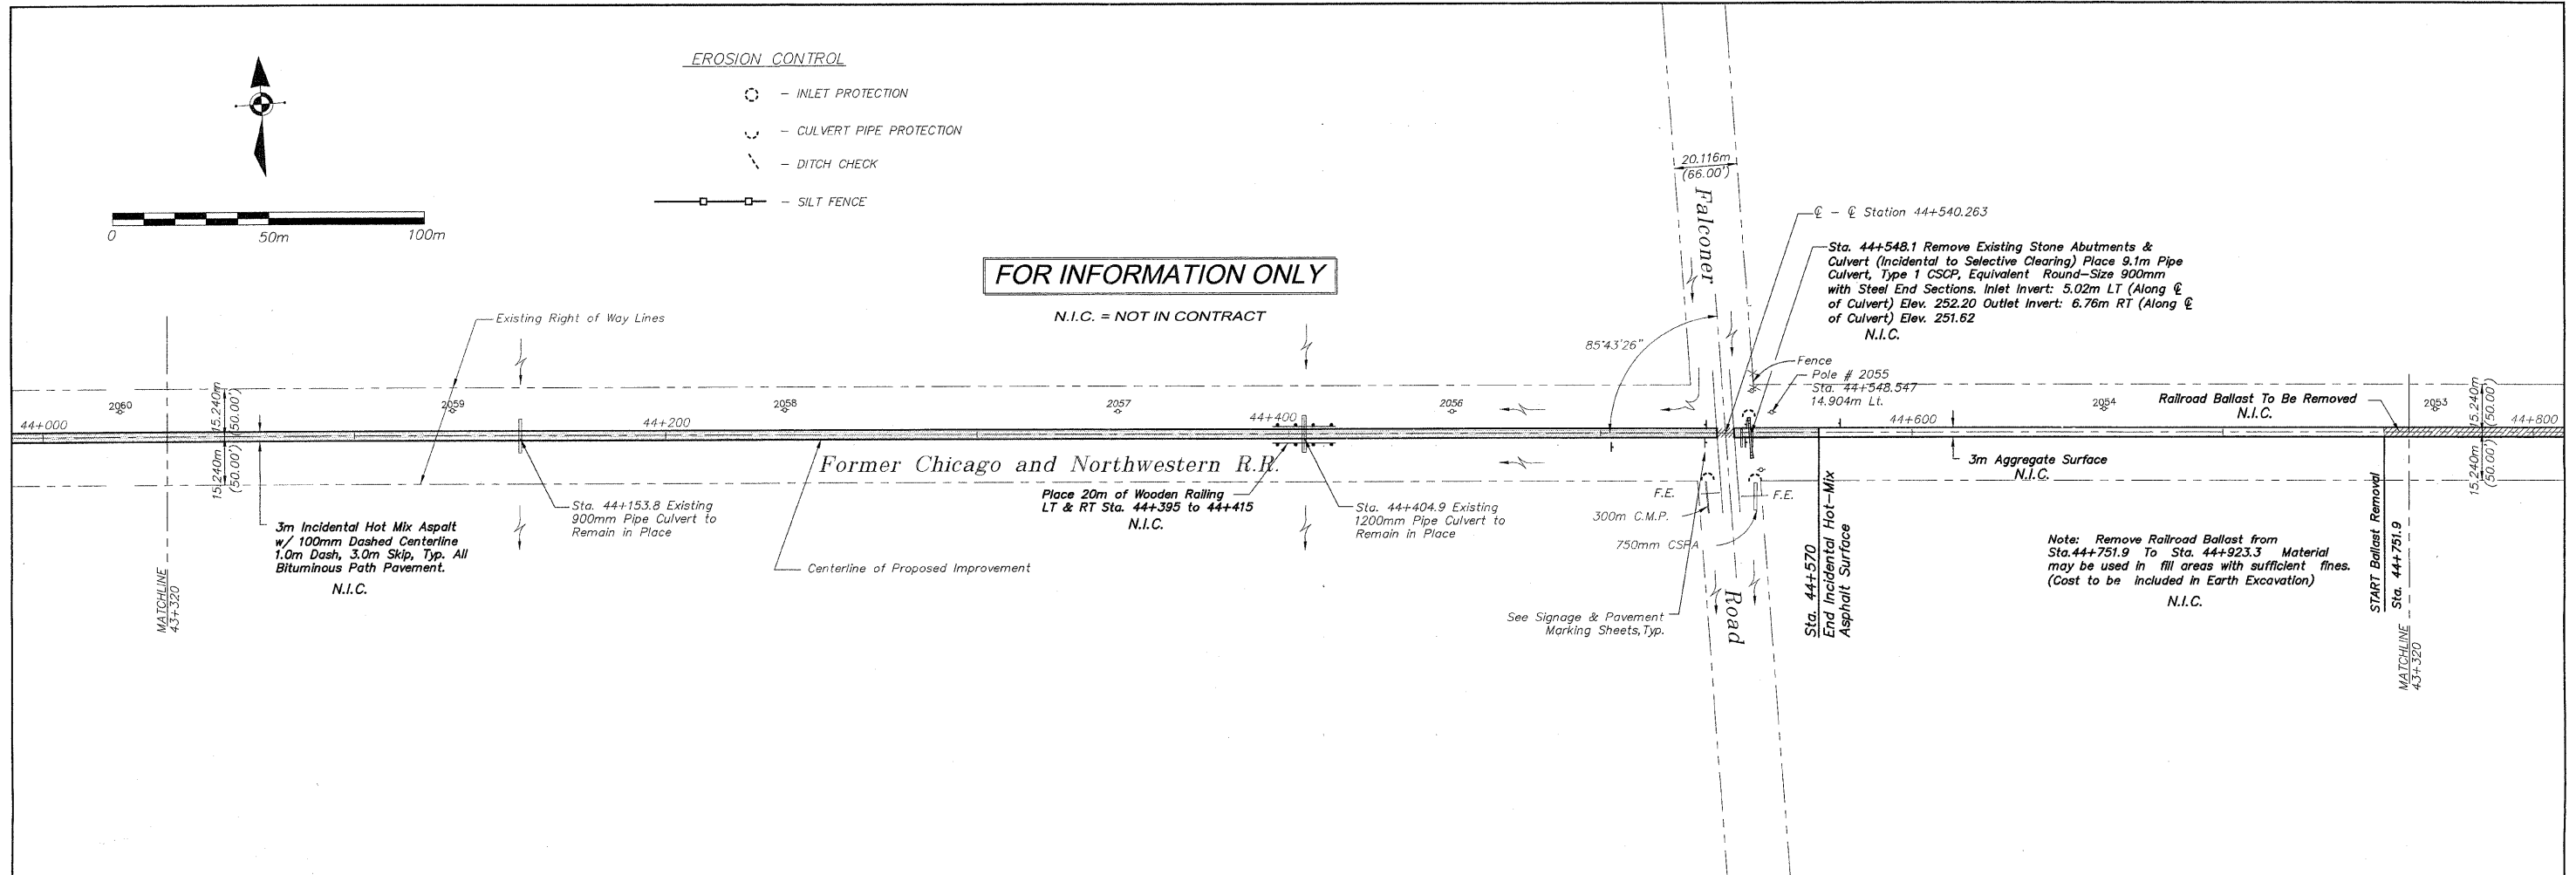 EROSION CONTROL
- INLET PROTECTION
- CULVERT PIPE PROTECTION
- DITCH CHECK
- SILT FENCE
0 50m 100m
FOR INFORMATION ONLY
N.I.C. = NOT IN CONTRACT
20.116m
(66.00')
Falconer
℄ - ℄ Station 44+540.263
Sta. 44+548.1 Remove Existing Stone Abutments &
Culvert (Incidental to Selective Clearing) Place 9.1m Pipe
Culvert, Type 1 CSCP, Equivalent Round-Size 900mm
with Steel End Sections. Inlet Invert: 5.02m LT (Along ℄
of Culvert) Elev. 252.20 Outlet Invert: 6.76m RT (Along ℄
of Culvert) Elev. 251.62
N.I.C.
Existing Right of Way Lines
85°43'26"
Fence
Pole # 2055
Sta. 44+548.547
14.904m Lt.
Railroad Ballast To Be Removed
N.I.C.
2060
2059
2058
2057
2056
2054
2053
15.240m
(50.00')
15.240m
(50.00')
44+000
44+200
44+400
44+600
44+800
15.240m
(50.00')
15.240m
(50.00')
Former Chicago and Northwestern R.R.
3m Aggregate Surface
N.I.C.
Place 20m of Wooden Railing
LT & RT Sta. 44+395 to 44+415
N.I.C.
Sta. 44+153.8 Existing
900mm Pipe Culvert to
Remain in Place
Sta. 44+404.9 Existing
1200mm Pipe Culvert to
Remain in Place
F.E.
F.E.
300m C.M.P.
750mm CSPA
3m Incidental Hot Mix Aspalt
w/ 100mm Dashed Centerline
1.0m Dash, 3.0m Skip, Typ. All
Bituminous Path Pavement.
N.I.C.
Centerline of Proposed Improvement
MATCHLINE
43+320
See Signage & Pavement
Marking Sheets, Typ.
Road
Sta. 44+570
End Incidental Hot-Mix
Asphalt Surface
Note: Remove Railroad Ballast from
Sta.44+751.9 To Sta. 44+923.3 Material
may be used in fill areas with sufficient fines.
(Cost to be included in Earth Excavation)
N.I.C.
START Ballast Removal
Sta. 44+751.9
MATCHLINE
43+320